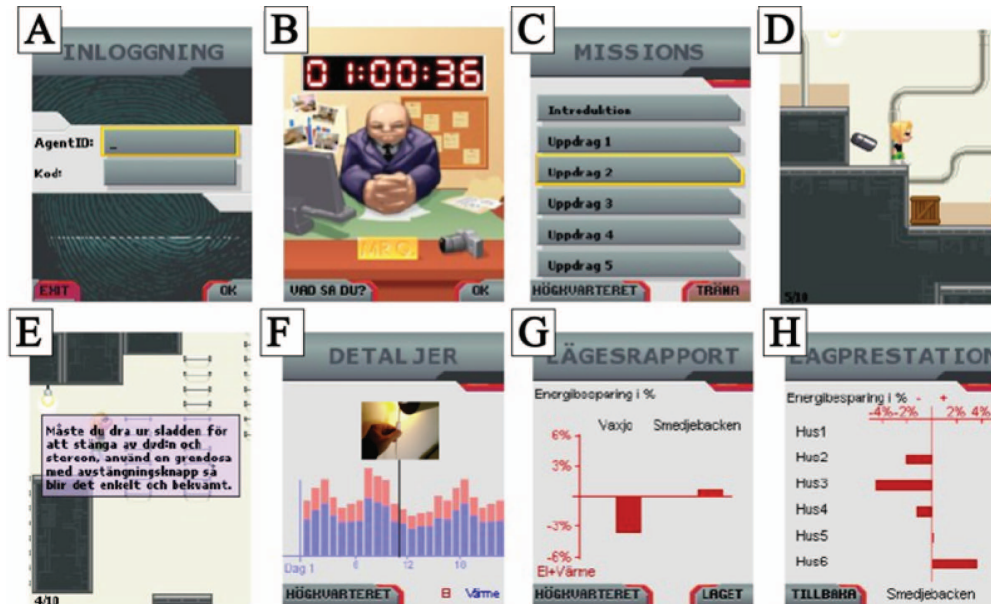 A
INLOGGNING
AgentID:
Kod:
EXIT
OK
B
01:00:36
MR G.
VAD SA DU?
OK
C
MISSIONS
Introduktion
Uppdrag 1
Uppdrag 2
Uppdrag 3
Uppdrag 4
Uppdrag 5
HÖGKVARTERET
TRÄNA
D
5/10
E
Måste du dra ur sladden för
att stänga av dvd:n och
stereon, använd en grendosa
med avstängningsknapp så
blir det enkelt och bekvämt.
4/10
F
DETALJER
Dag 1
6
12
18
HÖGKVARTERET
El
Värme
G
LÄGESRAPPORT
Energibesparing i %
Vaxjo
Smedjebacken
6%
3%
-3%
-6%
El+Värme
HÖGKVARTERET
LAGET
H
LAGPRESTATION
Energibesparing i % - +
-4% -2% 2% 4%
Hus1
Hus2
Hus3
Hus4
Hus5
Hus6
TILLBAKA
Smedjebacken